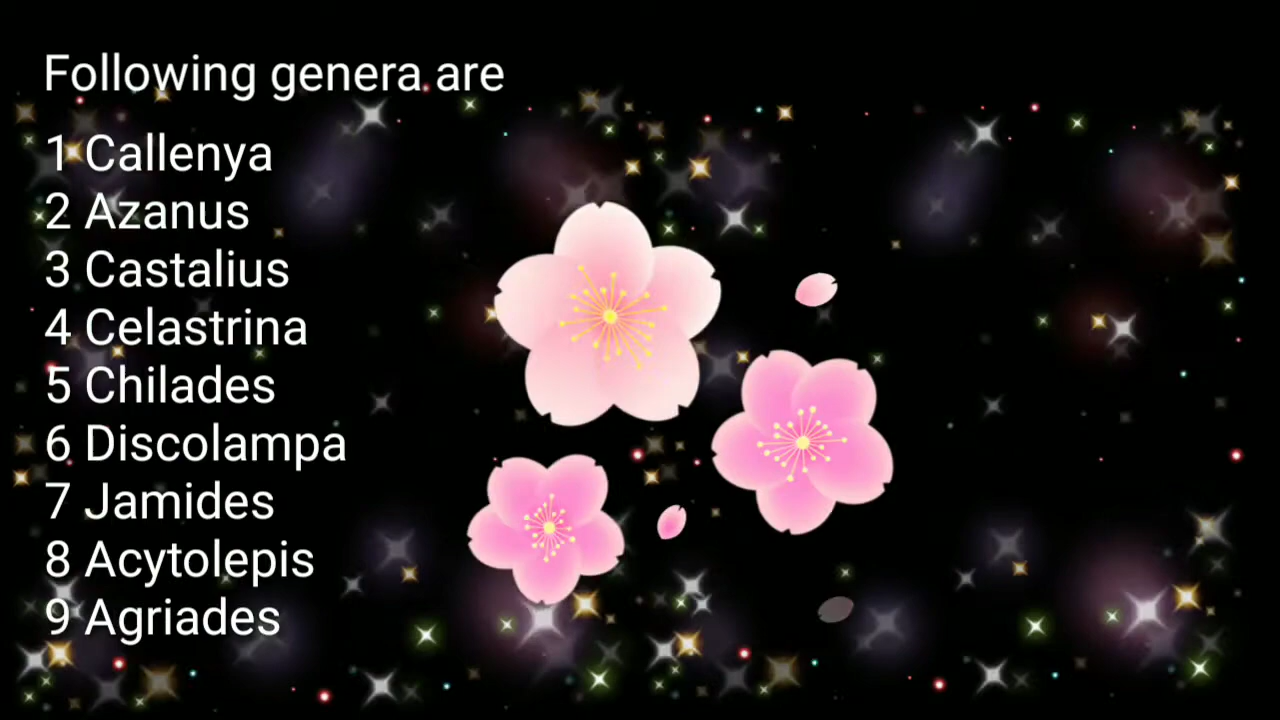 Following genera are
1 Callenya
2 Azanus
3 Castalius
4 Celastrina
5 Chilades
6 Discolampa
7 Jamides
8 Acytolepis
9 Agriades